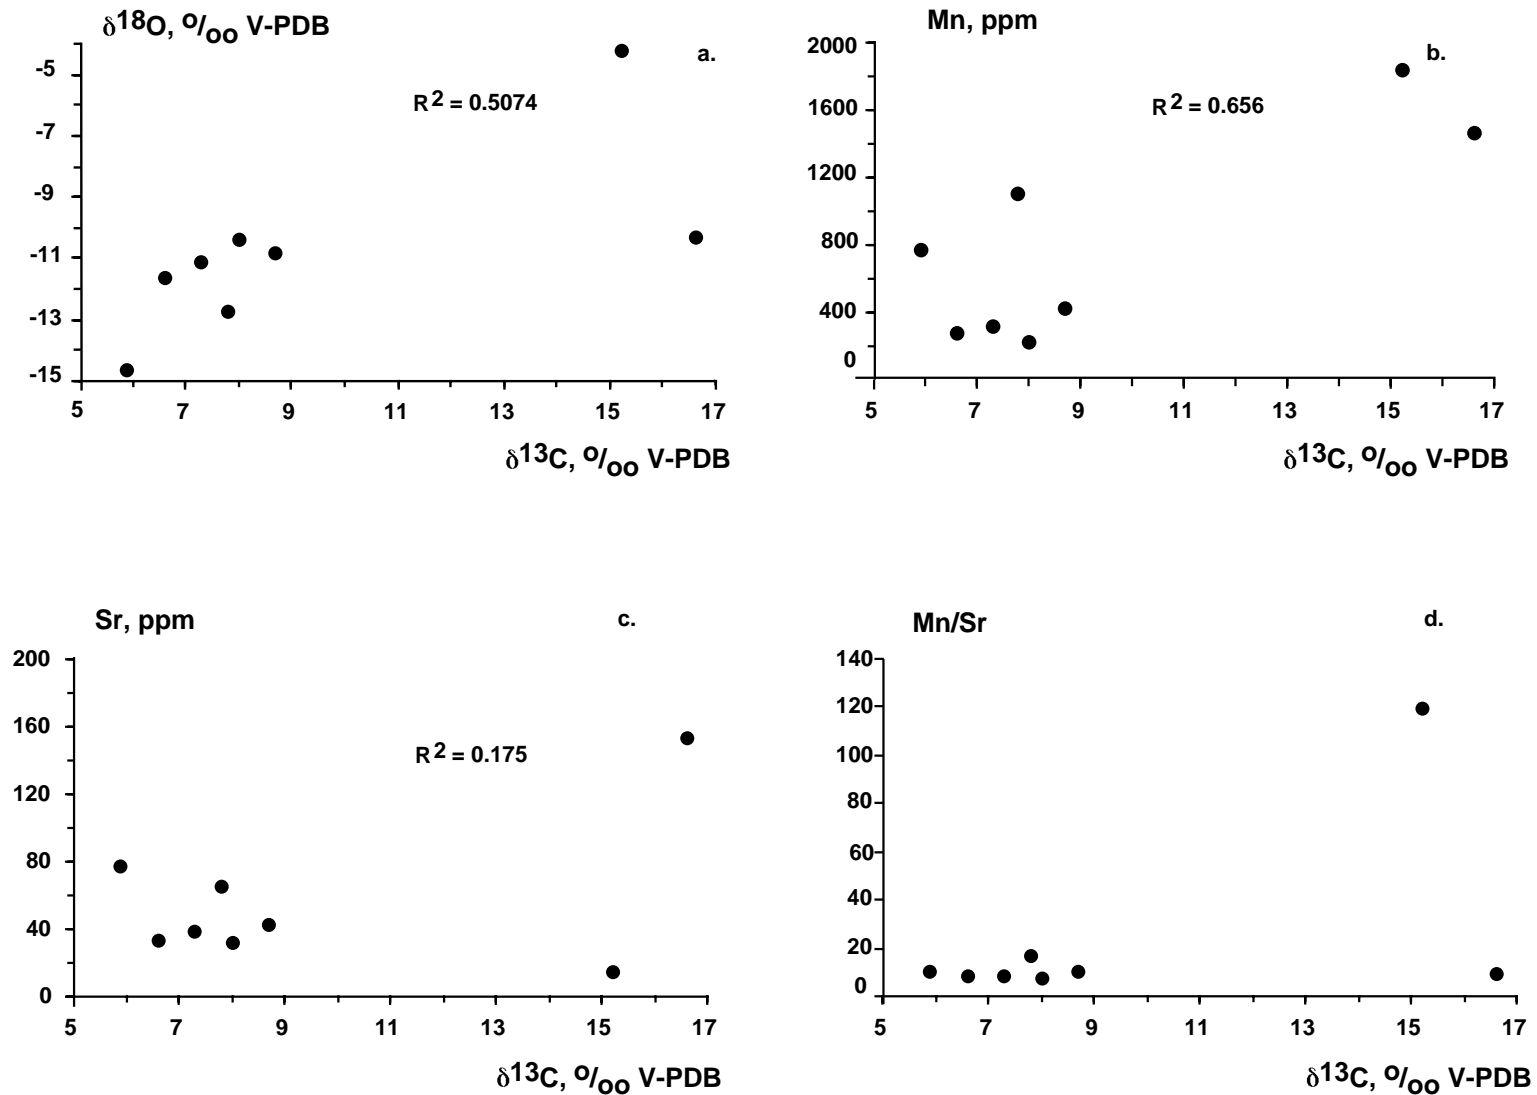 δ18O, o/oo V-PDB
a.
R2 = 0.5074
-5
-7
-9
-11
-13
-15
5 7 9 11 13 15 17
δ13C, o/oo V-PDB
Mn, ppm
b.
R2 = 0.656
2000
1600
1200
800
400
0
5 7 9 11 13 15 17
δ13C, o/oo V-PDB
Sr, ppm
c.
R2 = 0.175
200
160
120
80
40
0
5 7 9 11 13 15 17
δ13C, o/oo V-PDB
Mn/Sr
d.
140
120
100
80
60
40
20
0
5 7 9 11 13 15 17
δ13C, o/oo V-PDB